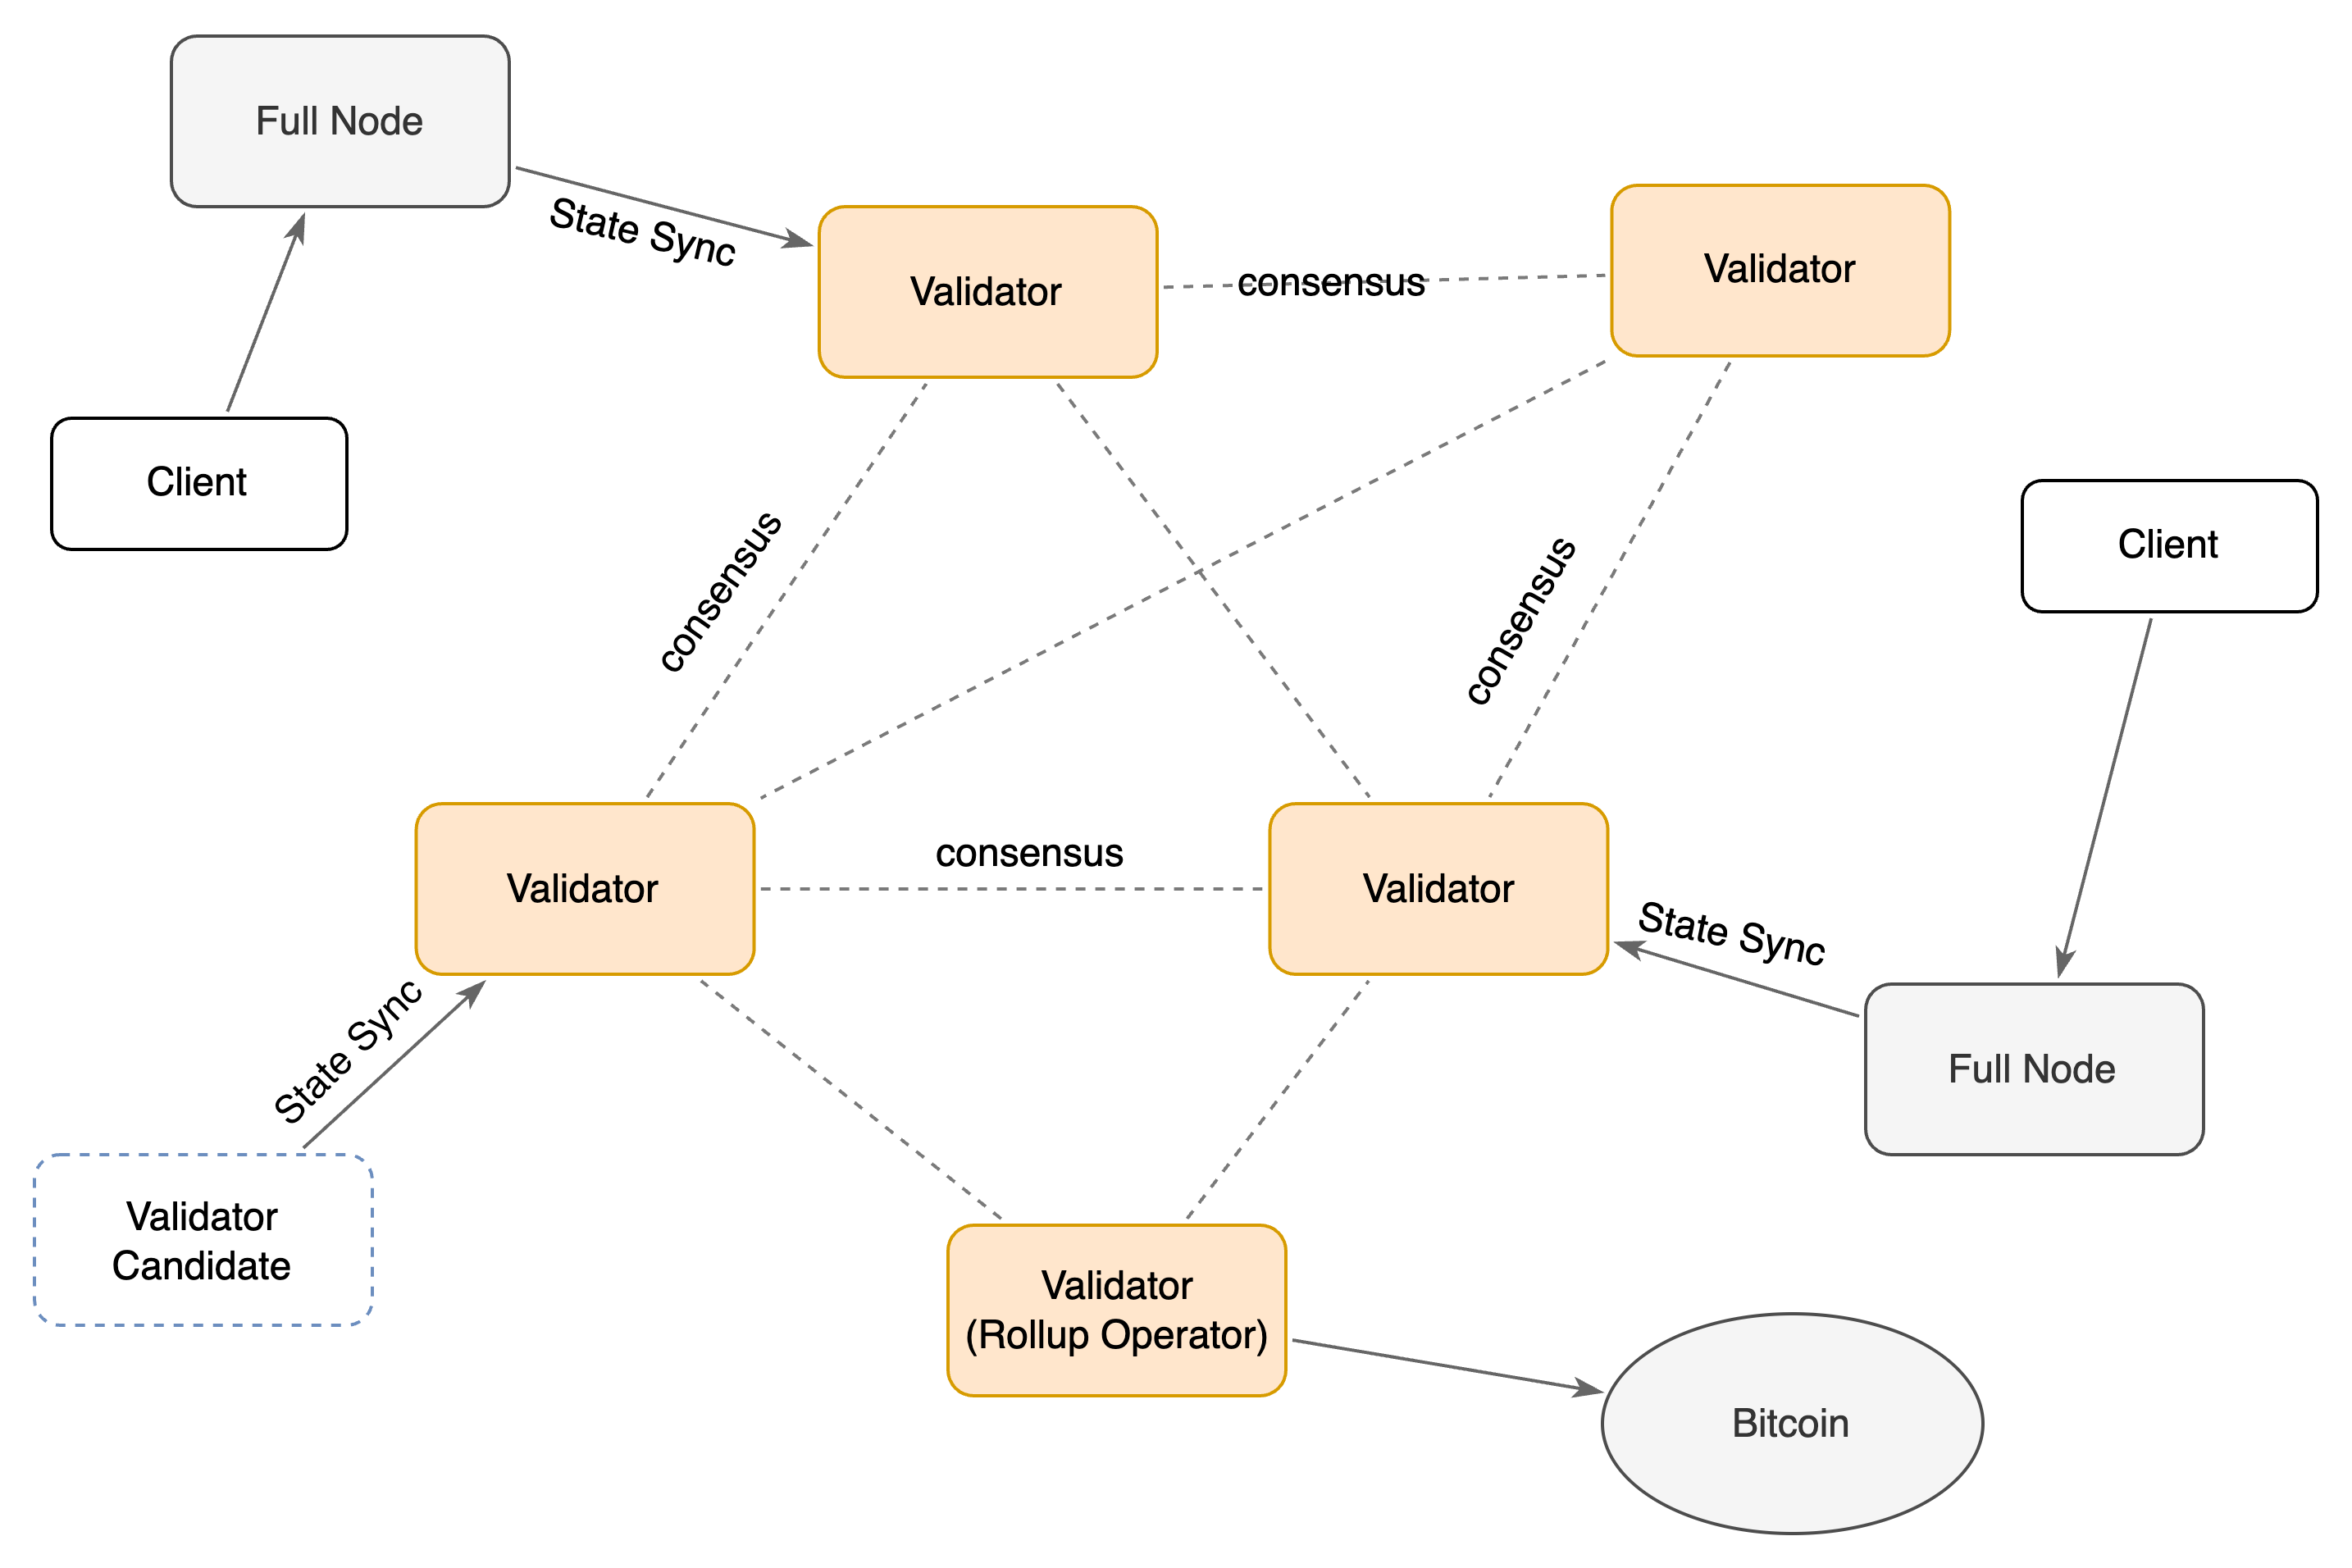 Full Node
State Sync
Validator
consensus
Validator
Client
consensus
consensus
Client
Validator
consensus
Validator
State Sync
State Sync
Full Node
Validator
Candidate
Validator
(Rollup Operator)
Bitcoin